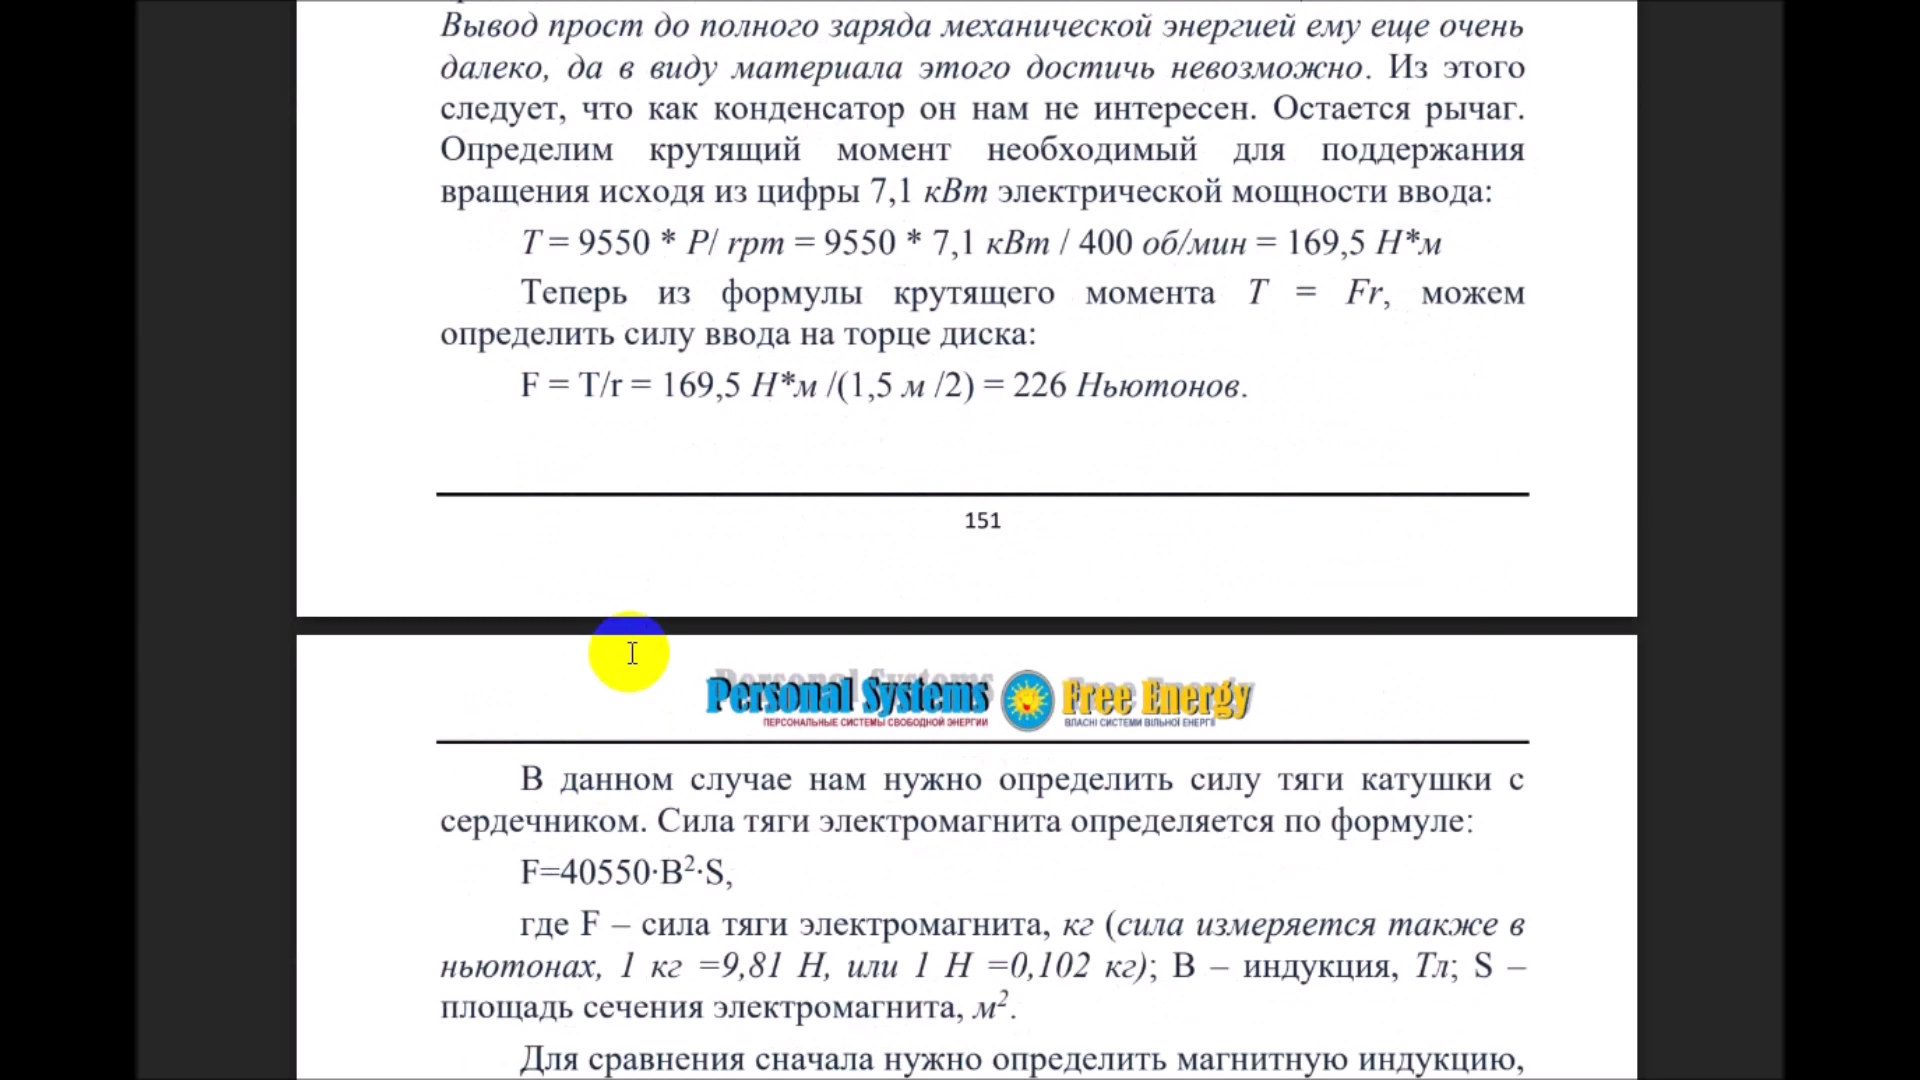 Вывод прост до полного заряда механической энергией ему еще очень
далеко, да в виду материала этого достичь невозможно. Из этого
следует, что как конденсатор он нам не интересен. Остается рычаг.
Определим крутящий момент необходимый для поддержания
вращения исходя из цифры 7,1 кВт электрической мощности ввода:
T = 9550 * P/ rpm = 9550 * 7,1 кВт / 400 об/мин = 169,5 Н*м
Теперь из формулы крутящего момента T = Fr, можем
определить силу ввода на торце диска:
F = T/r = 169,5 Н*м /(1,5 м /2) = 226 Ньютонов.
151
Personal Systems Free Energy
ПЕРСОНАЛЬНЫЕ СИСТЕМЫ СВОБОДНОЙ ЭНЕРГИИ ВЛАСНІ СИСТЕМИ ВІЛЬНОЇ ЕНЕРГІЇ
В данном случае нам нужно определить силу тяги катушки с
сердечником. Сила тяги электромагнита определяется по формуле:
F=40550·B²·S,
где F – сила тяги электромагнита, кг (сила измеряется также в
ньютонах, 1 кг =9,81 Н, или 1 Н =0,102 кг); B – индукция, Тл; S –
площадь сечения электромагнита, м².
Для сравнения сначала нужно определить магнитную индукцию,